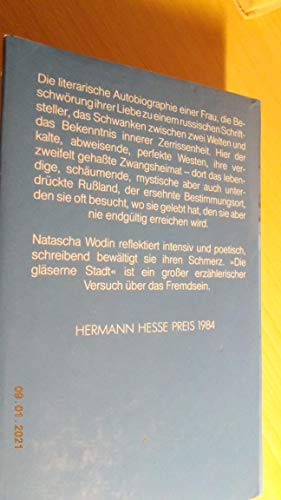 Die literarische Autobiographie einer Frau, die Be-
schwörung ihrer Liebe zu einem russischen Schrift-
steller, das Schwanken zwischen zwei Welten und
das Bekenntnis innerer Zerrissenheit. Hier der
kalte, abweisende, perfekte Westen, ihre ver-
zweifelt gehaßte Zwangsheimat – dort das leben-
dige, schäumende, mystische aber auch unter-
drückte Rußland, der ersehnte Bestimmungsort,
den sie oft besucht, wo sie gelebt hat, den sie aber
nie endgültig erreichen wird.
Natascha Wodin reflektiert intensiv und poetisch,
schreibend bewältigt sie ihren Schmerz. »Die
gläserne Stadt« ist ein großer erzählerischer
Versuch über das Fremdsein.
HERMANN HESSE PREIS 1984
09.01.2021